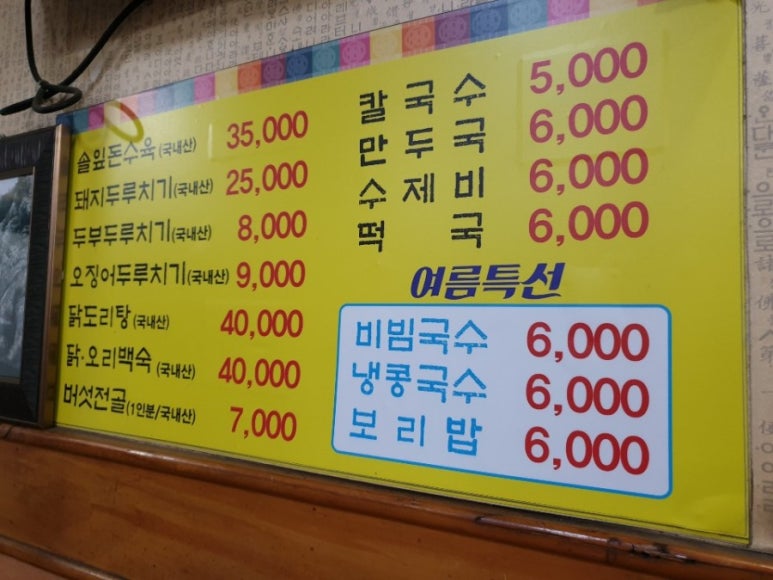 솔잎돈수육(국내산) 35,000
돼지두루치기(국내산) 25,000
두부두루치기(국내산) 8,000
오징어두루치기(국내산) 9,000
닭도리탕(국내산) 40,000
닭·오리백숙(국내산) 40,000
버섯전골(1인분/국내산) 7,000
칼국수 5,000
만두국 6,000
수제비 6,000
떡국 6,000
여름특선
비빔국수 6,000
냉콩국수 6,000
보리밥 6,000